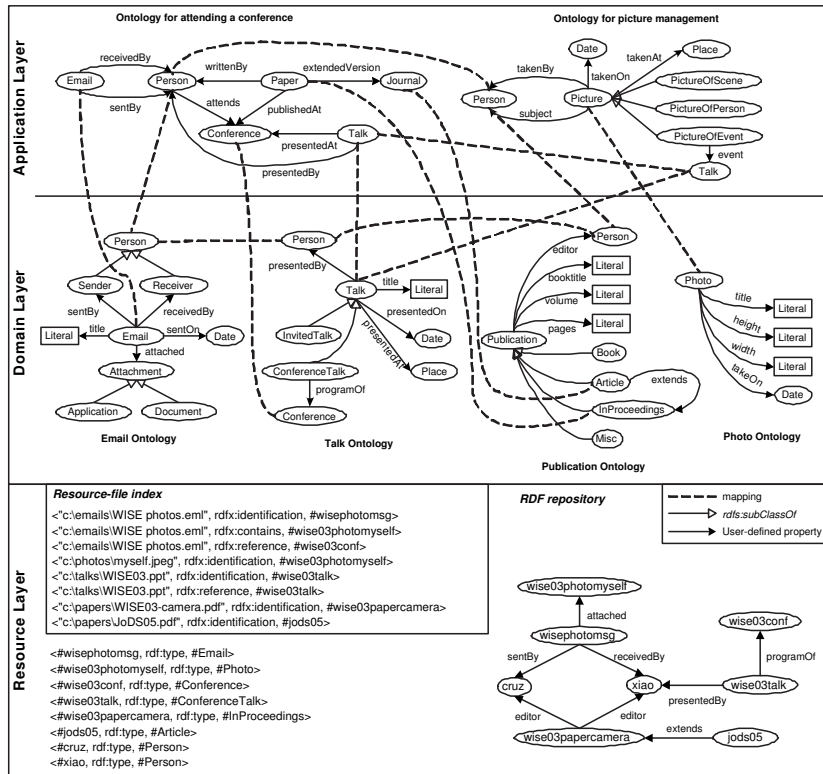 Ontology for attending a conference
Ontology for picture management
Application Layer
Email
receivedBy
sentBy
Person
writtenBy
Paper
extendedVersion
Journal
attends
publishedAt
Conference
presentedAt
Talk
presentedBy
Date
Place
takenBy
takenOn
takenAt
Person
Picture
subject
PictureOfScene
PictureOfPerson
PictureOfEvent
event
Talk
Domain Layer
Person
Sender
Receiver
sentBy
receivedBy
Literal
title
Email
sentOn
Date
attached
Attachment
Application
Document
Email Ontology
Person
presentedBy
Talk
title
Literal
presentedOn
InvitedTalk
Date
presentedAt
ConferenceTalk
Place
programOf
Conference
Talk Ontology
Person
editor
booktitle
Literal
volume
Literal
pages
Literal
Publication
Book
Article
extends
InProceedings
Misc
Publication Ontology
Photo
title
Literal
height
Literal
width
Literal
takeOn
Date
Photo Ontology
Resource Layer
Resource-file index
<"c:\emails\WISE photos.eml", rdfx:identification, #wisephotmsg>
<"c:\emails\WISE photos.eml", rdfx:contains, #wise03photomyself>
<"c:\emails\WISE photos.eml", rdfx:reference, #wise03conf>
<"c:\photos\myself.jpeg", rdfx:identification, #wise03photomyself>
<"c:\talks\WISE03.ppt", rdfx:identification, #wise03talk>
<"c:\talks\WISE03.ppt", rdfx:reference, #wise03talk>
<"c:\papers\WISE03-camera.pdf", rdfx:identification, #wise03papercamera>
<"c:\papers\JoDS05.pdf", rdfx:identification, #jods05>
<#wisephotmsg, rdf:type, #Email>
<#wise03photomyself, rdf:type, #Photo>
<#wise03conf, rdf:type, #Conference>
<#wise03talk, rdf:type, #ConferenceTalk>
<#wise03papercamera, rdf:type, #InProceedings>
<#jods05, rdf:type, #Article>
<#cruz, rdf:type, #Person>
<#xiao, rdf:type, #Person>
RDF repository
mapping
rdfs:subClassOf
User-defined property
wise03photomyself
attached
wisephotmsg
wise03conf
sentBy
receivedBy
programOf
cruz
xiao
wise03talk
presentedBy
editor
editor
wise03papercamera
extends
jods05